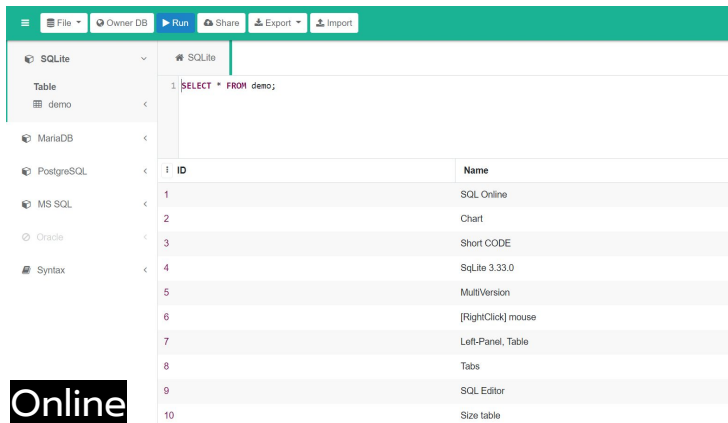 File Owner DB Run Share Export Import
SQLite
Table
demo
MariaDB
PostgreSQL
MS SQL
Oracle
Syntax
SQLite
1 SELECT * FROM demo;
ID Name
1 SQL Online
2 Chart
3 Short CODE
4 SqLite 3.33.0
5 MultiVersion
6 [RightClick] mouse
7 Left-Panel, Table
8 Tabs
9 SQL Editor
10 Size table
Online